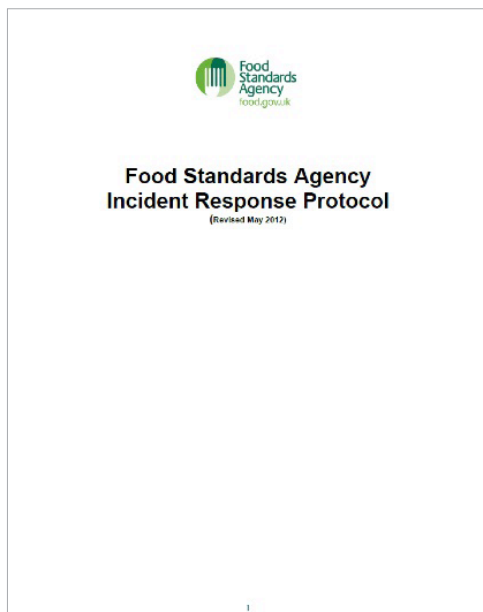 Food
Standards
Agency
food.gov.uk
Food Standards Agency
Incident Response Protocol
(Revised May 2012)
1